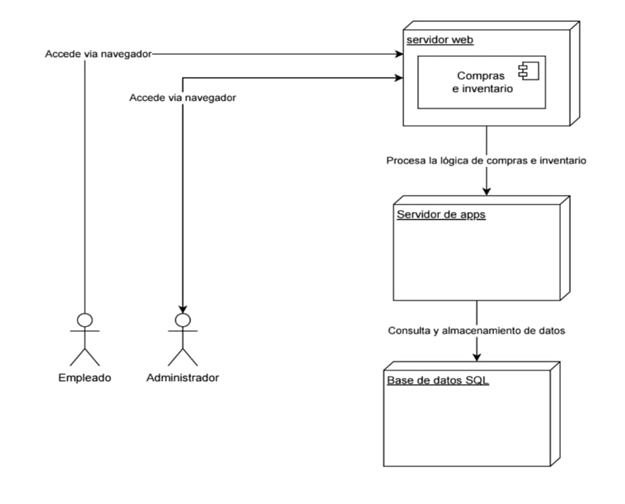 servidor web
Accede via navegador
Compras
e inventario
Accede via navegador
Procesa la lógica de compras e inventario
Servidor de apps
Consulta y almacenamiento de datos
Empleado
Administrador
Base de datos SQL